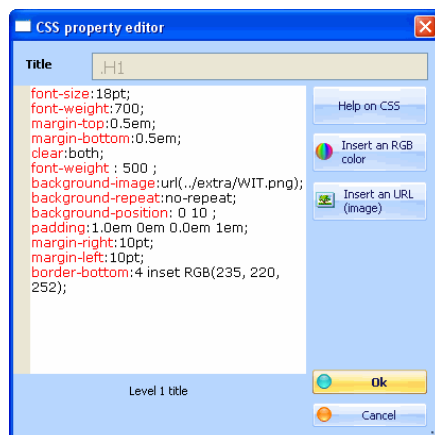 CSS property editor
Title
.H1
font-size:18pt;
font-weight:700;
margin-top:0.5em;
margin-bottom:0.5em;
clear:both;
font-weight : 500 ;
background-image:url(../extra/WIT.png);
background-repeat:no-repeat;
background-position: 0 10 ;
padding:1.0em 0em 0.0em 1em;
margin-right:10pt;
margin-left:10pt;
border-bottom:4 inset RGB(235, 220,
252);
Help on CSS
Insert an RGB
color
Insert an URL
(image)
Level 1 title
Ok
Cancel